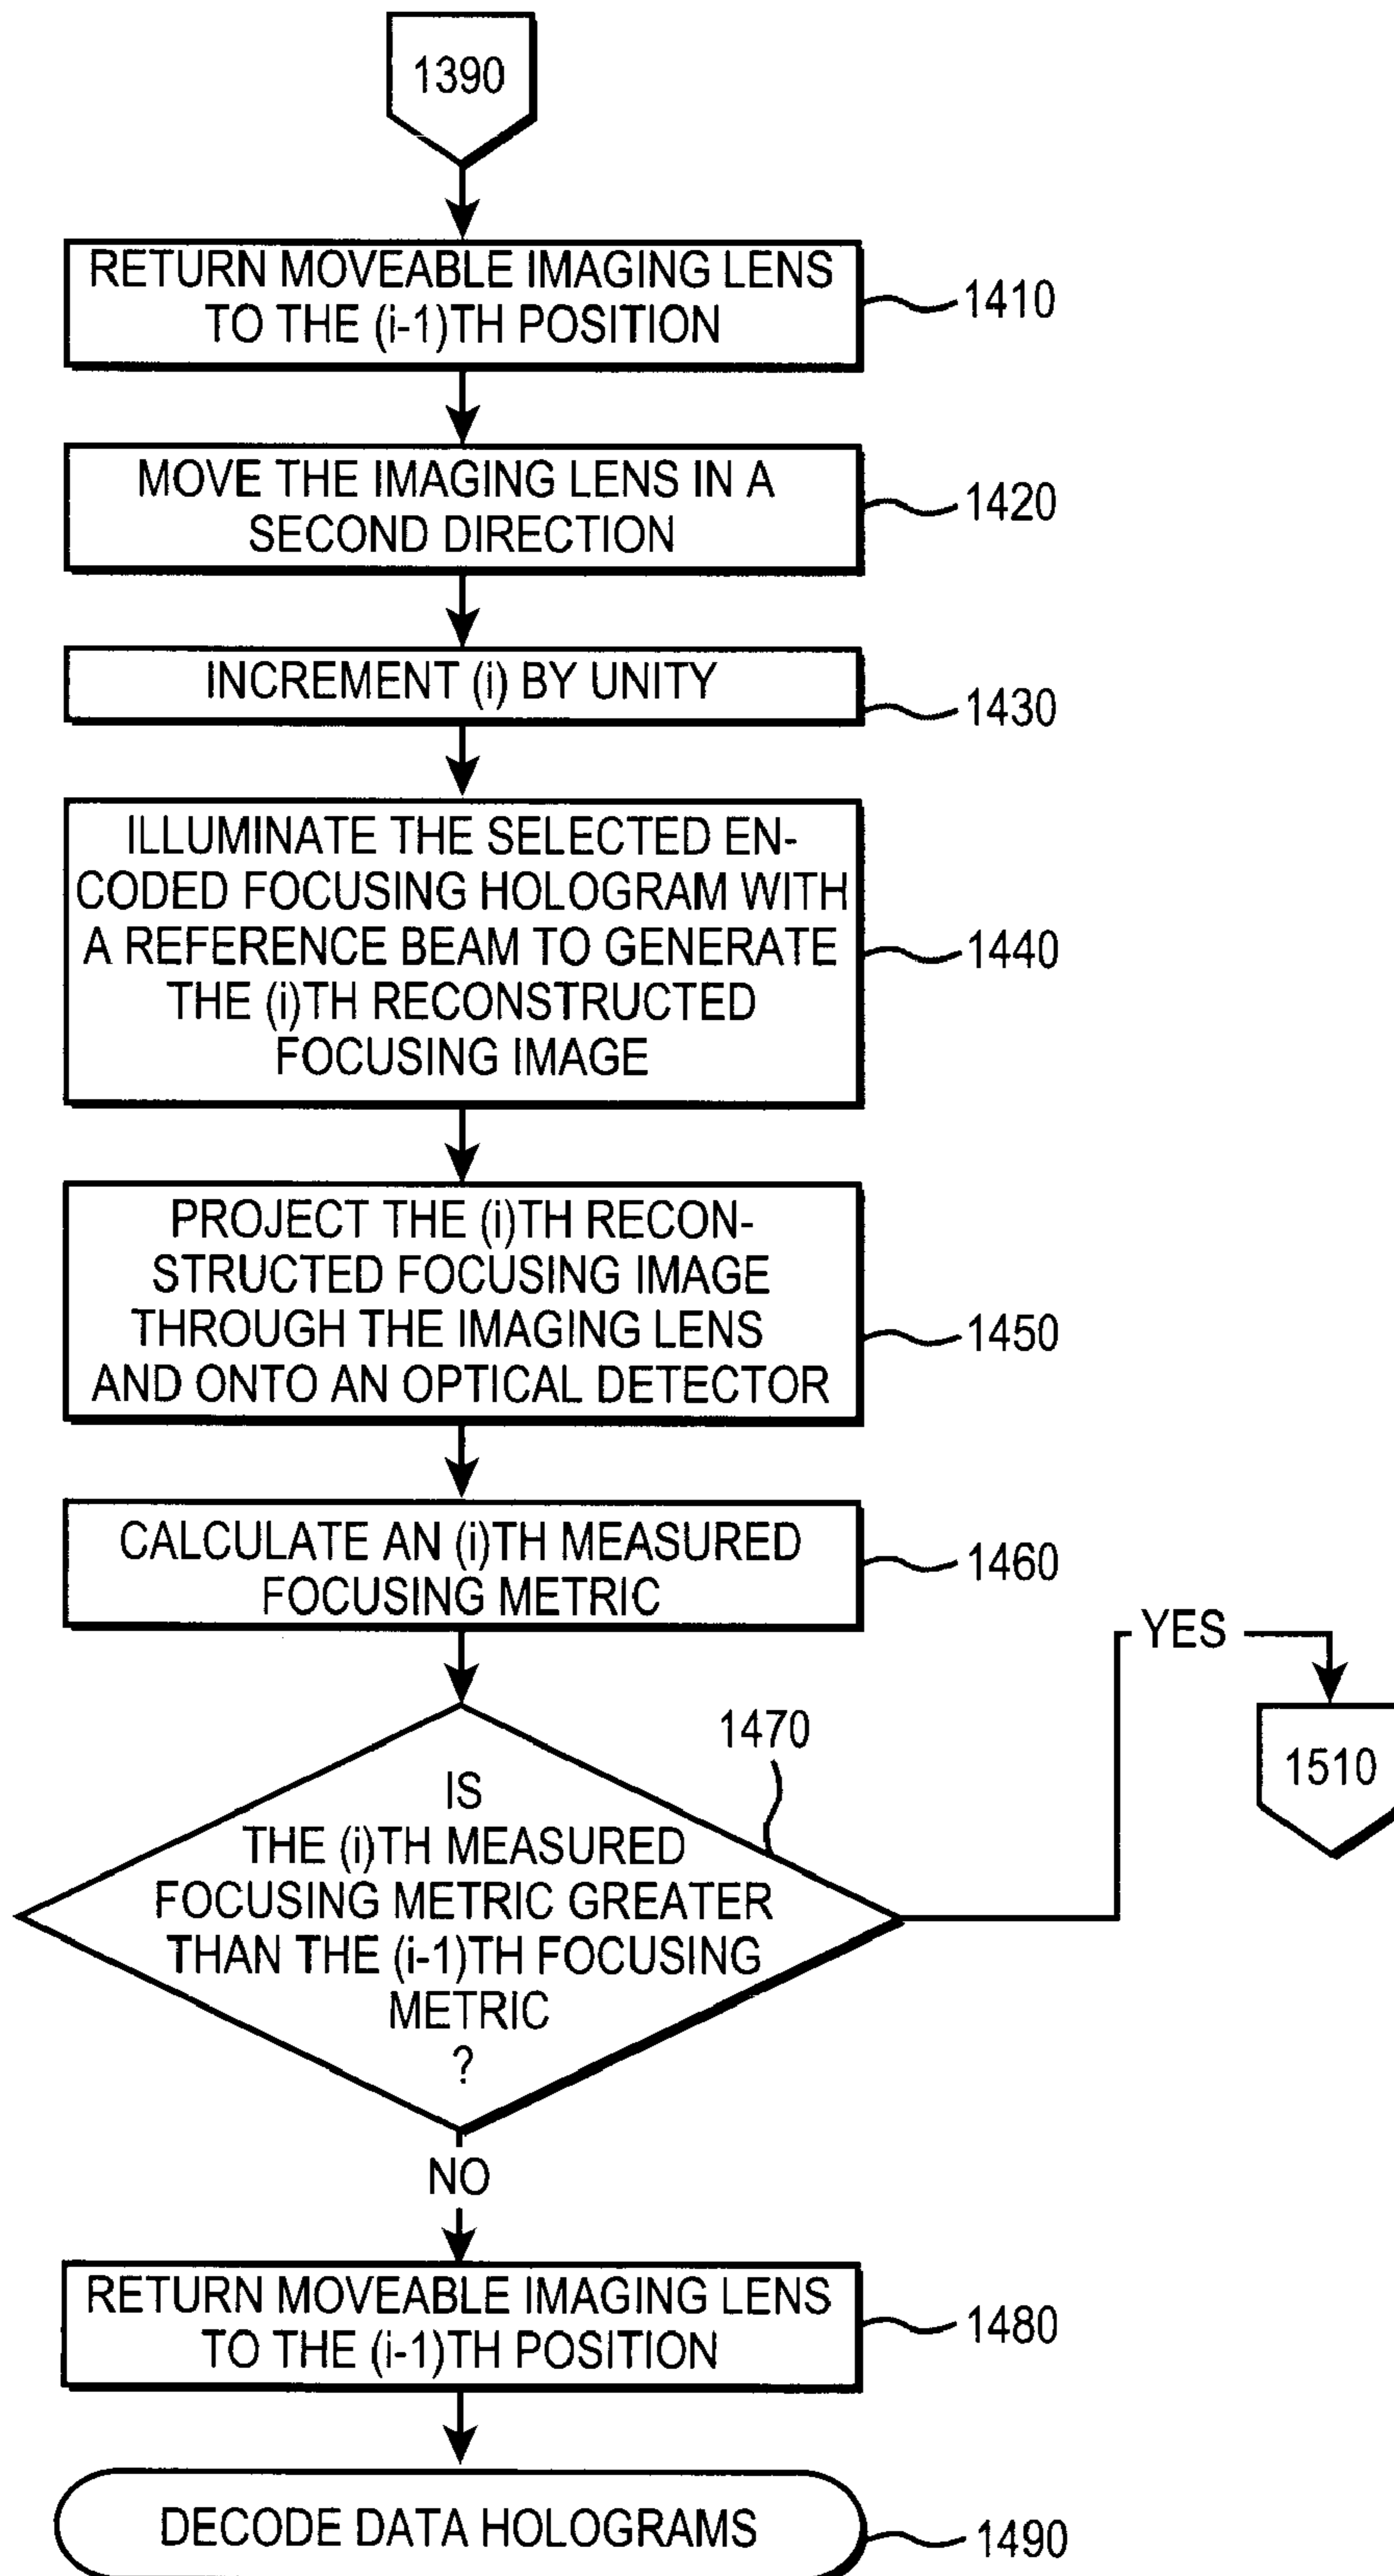 1390
RETURN MOVEABLE IMAGING LENS
TO THE (i-1)TH POSITION
1410
MOVE THE IMAGING LENS IN A
SECOND DIRECTION
1420
INCREMENT (i) BY UNITY
1430
ILLUMINATE THE SELECTED EN-
CODED FOCUSING HOLOGRAM WITH
A REFERENCE BEAM TO GENERATE
THE (i)TH RECONSTRUCTED
FOCUSING IMAGE
1440
PROJECT THE (i)TH RECON-
STRUCTED FOCUSING IMAGE
THROUGH THE IMAGING LENS
AND ONTO AN OPTICAL DETECTOR
1450
CALCULATE AN (i)TH MEASURED
FOCUSING METRIC
1460
YES
1510
1470
IS
THE (i)TH MEASURED
FOCUSING METRIC GREATER
THAN THE (i-1)TH FOCUSING
METRIC
?
NO
RETURN MOVEABLE IMAGING LENS
TO THE (i-1)TH POSITION
1480
DECODE DATA HOLOGRAMS
1490